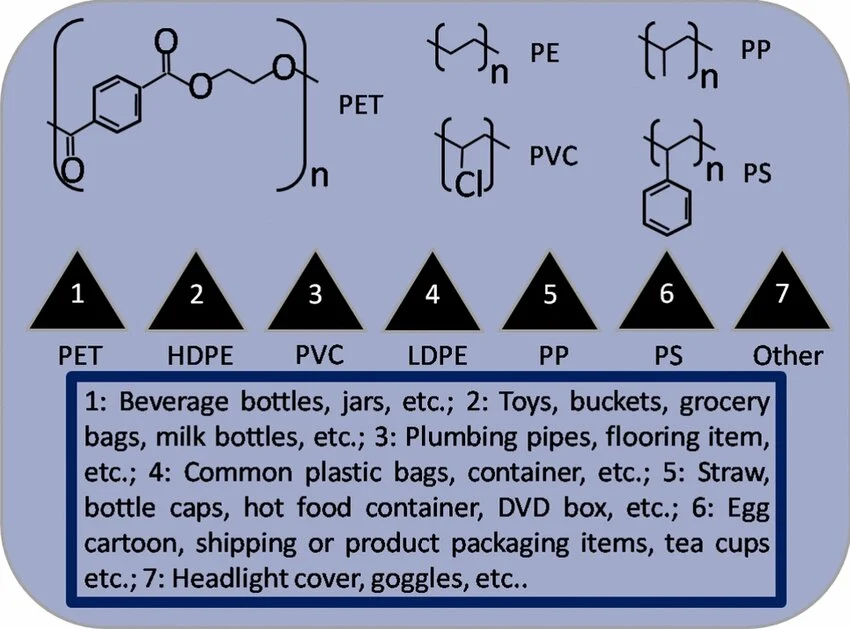 O
O
O
O
n
PET
n
PE
n
PP
Cl
n
PVC
n
PS
1 2 3 4 5 6 7
PET HDPE PVC LDPE PP PS Other
1: Beverage bottles, jars, etc.; 2: Toys, buckets, grocery
bags, milk bottles, etc.; 3: Plumbing pipes, flooring item,
etc.; 4: Common plastic bags, container, etc.; 5: Straw,
bottle caps, hot food container, DVD box, etc.; 6: Egg
cartoon, shipping or product packaging items, tea cups
etc.; 7: Headlight cover, goggles, etc..